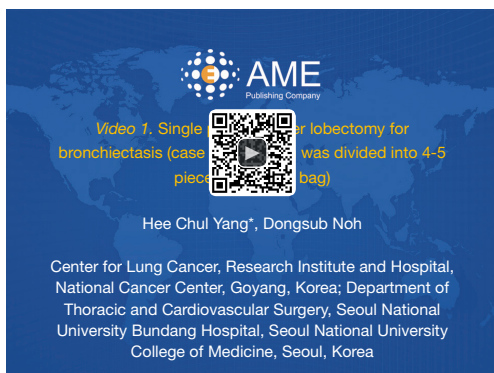 AME
Publishing Company
Video 1. Single lobectomy for
bronchiectasis (case was divided into 4-5
bag)
Hee Chul Yang*, Dongsub Noh
Center for Lung Cancer, Research Institute and Hospital,
National Cancer Center, Goyang, Korea; Department of
Thoracic and Cardiovascular Surgery, Seoul National
University Bundang Hospital, Seoul National University
College of Medicine, Seoul, Korea